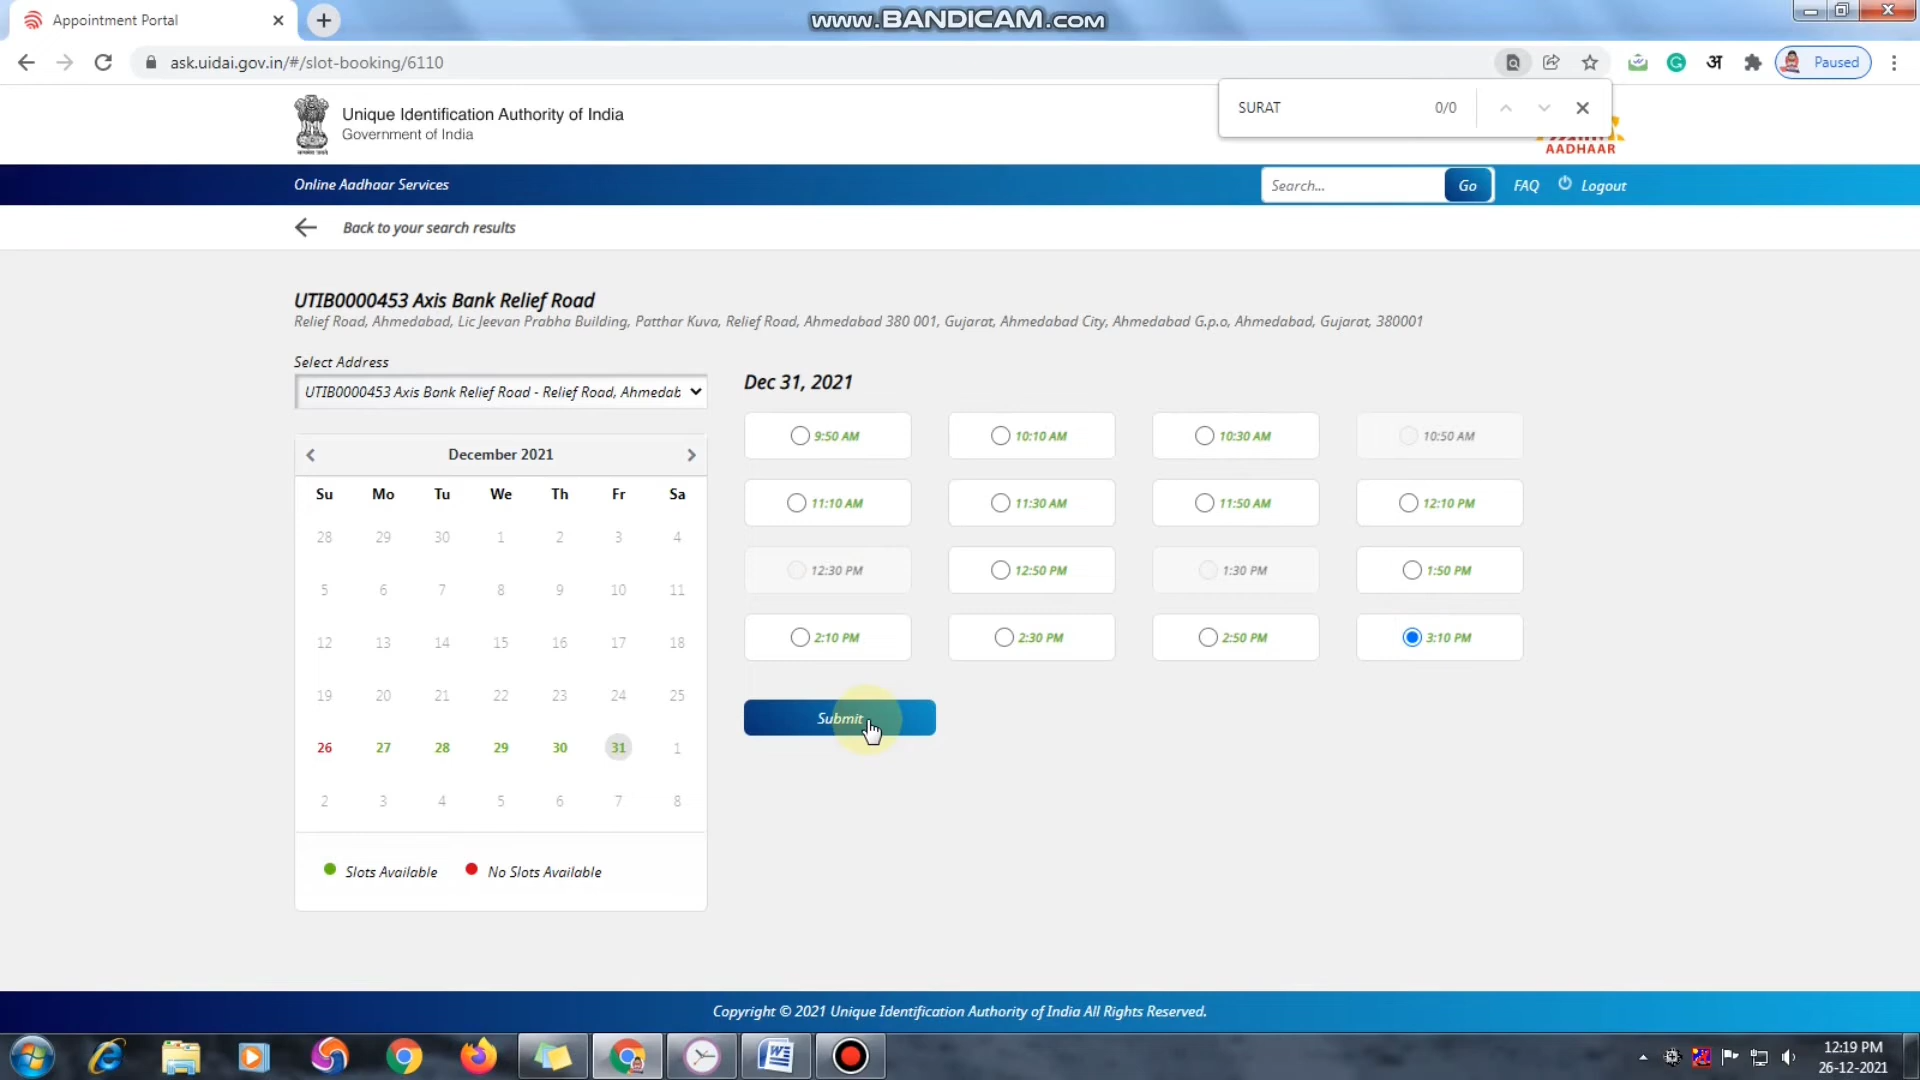 Appointment Portal
www.BANDICAM.com
ask.uidai.gov.in/#/slot-booking/6110
अ
Paused
SURAT 0/0
Unique Identification Authority of India
Government of India
AADHAAR
Online Aadhaar Services
Search...
Go
FAQ
Logout
Back to your search results
UTIB0000453 Axis Bank Relief Road
Relief Road, Ahmedabad, Lic Jeevan Prabha Building, Patthar Kuva, Relief Road, Ahmedabad 380 001, Gujarat, Ahmedabad City, Ahmedabad G.p.o, Ahmedabad, Gujarat, 380001
Select Address
UTIB0000453 Axis Bank Relief Road - Relief Road, Ahmedab
December 2021
Su Mo Tu We Th Fr Sa
28 29 30 1 2 3 4
5 6 7 8 9 10 11
12 13 14 15 16 17 18
19 20 21 22 23 24 25
26 27 28 29 30 31 1
2 3 4 5 6 7 8
Slots Available No Slots Available
Dec 31, 2021
9:50 AM 10:10 AM 10:30 AM 10:50 AM
11:10 AM 11:30 AM 11:50 AM 12:10 PM
12:30 PM 12:50 PM 1:30 PM 1:50 PM
2:10 PM 2:30 PM 2:50 PM 3:10 PM
Submit
Copyright © 2021 Unique Identification Authority of India All Rights Reserved.
12:19 PM
26-12-2021